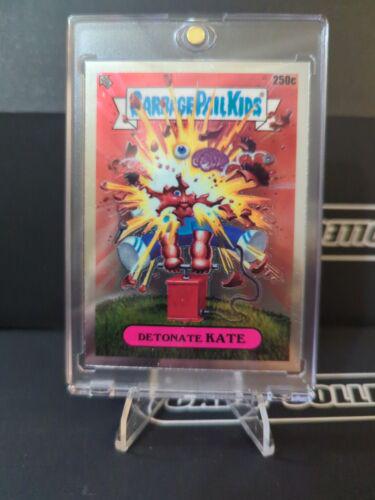 250c
GARBAGE PAIL KIDS
DETONATE KATE